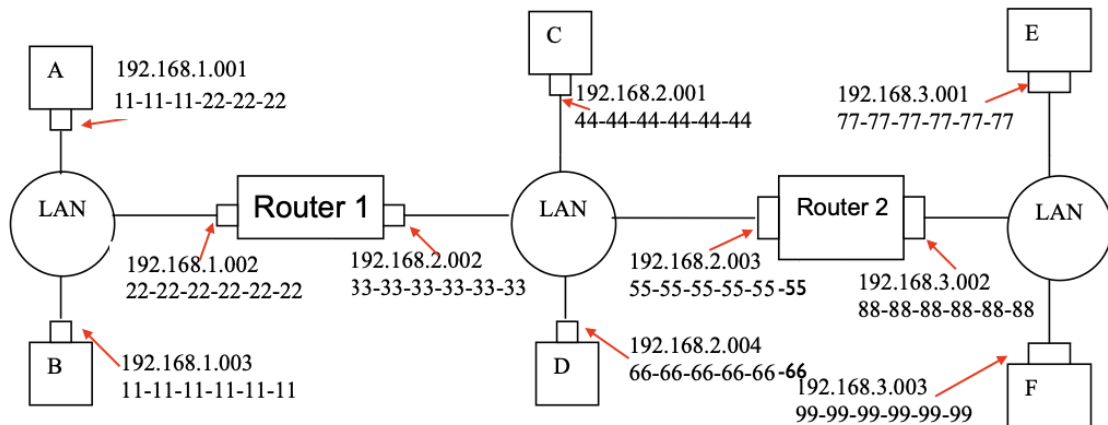 A
192.168.1.001
11-11-11-22-22-22
C
192.168.2.001
44-44-44-44-44-44
E
192.168.3.001
77-77-77-77-77-77
LAN
Router 1
LAN
Router 2
LAN
192.168.1.002
22-22-22-22-22-22
192.168.2.002
33-33-33-33-33-33
192.168.2.003
55-55-55-55-55-55
192.168.3.002
88-88-88-88-88-88
B
192.168.1.003
11-11-11-11-11-11
D
192.168.2.004
66-66-66-66-66-66
192.168.3.003
99-99-99-99-99-99
F